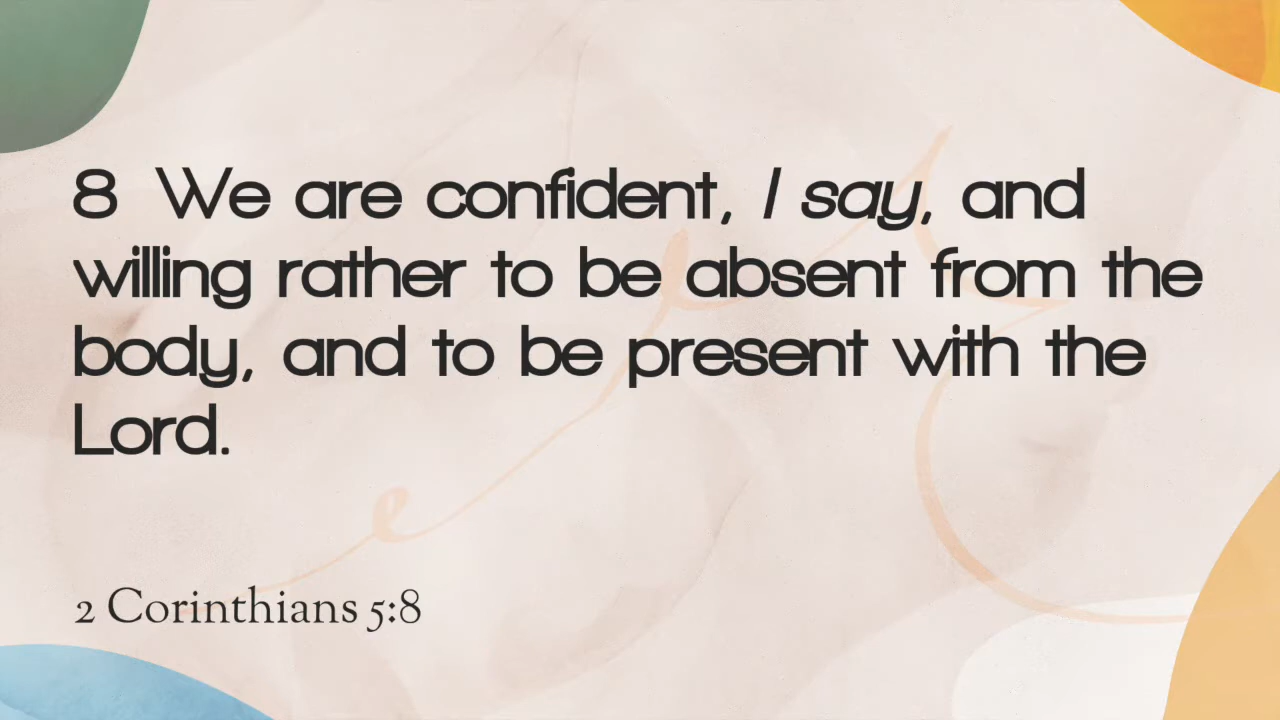 8 We are confident, I say, and
willing rather to be absent from the
body, and to be present with the
Lord.
2 Corinthians 5:8